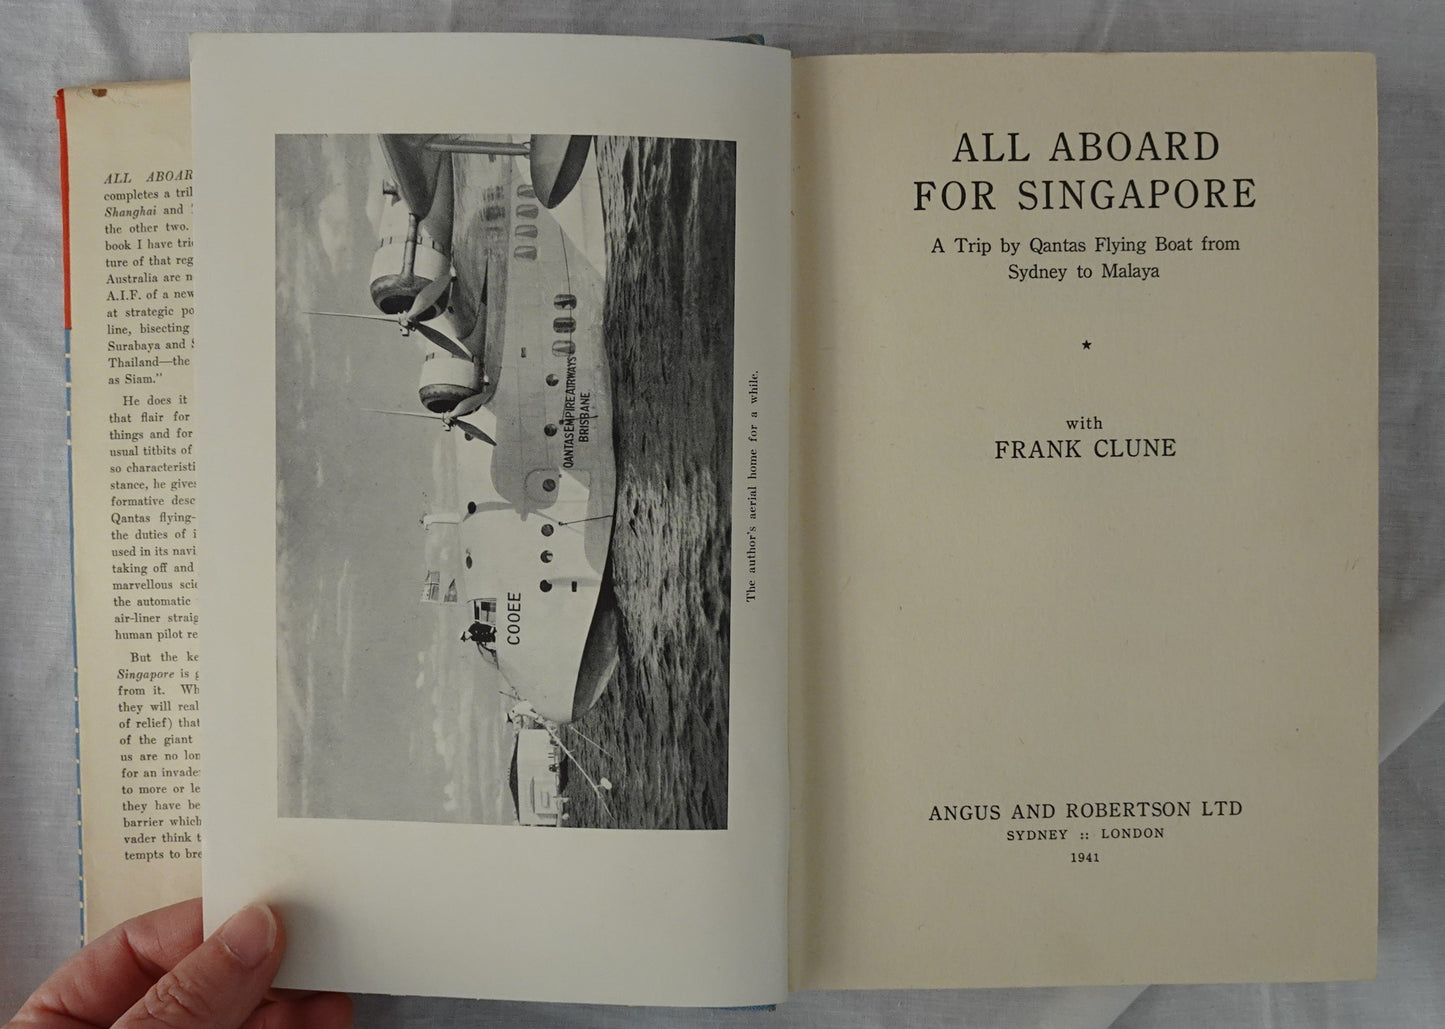 ALL ABOAR
completes a tril
Shanghai and
the other two.
book I have tri
ture of that reg
Australia are n
A.I.F. of a new
at strategic po
line, bisecting
Surabaya and S
Thailand—the
as Siam."
He does it
that flair for
things and for
usual titbits of
so characteristi
stance, he gives
formative desc
Qantas flying-
the duties of i
used in its navi
taking off and
marvellous scie
the automatic
air-liner straig
human pilot re
But the ke
Singapore is g
from it. Wh
they will real
of relief) that
of the giant
us are no lon
for an invade
to more or le
they have be
barrier which
vader think t
tempts to bre
QANTAS EMPIRE AIRWAYS
BRISBANE
COOEE
The author's aerial home for a while.
ALL ABOARD
FOR SINGAPORE
A Trip by Qantas Flying Boat from
Sydney to Malaya
★
with
FRANK CLUNE
ANGUS AND ROBERTSON LTD
SYDNEY :: LONDON
1941